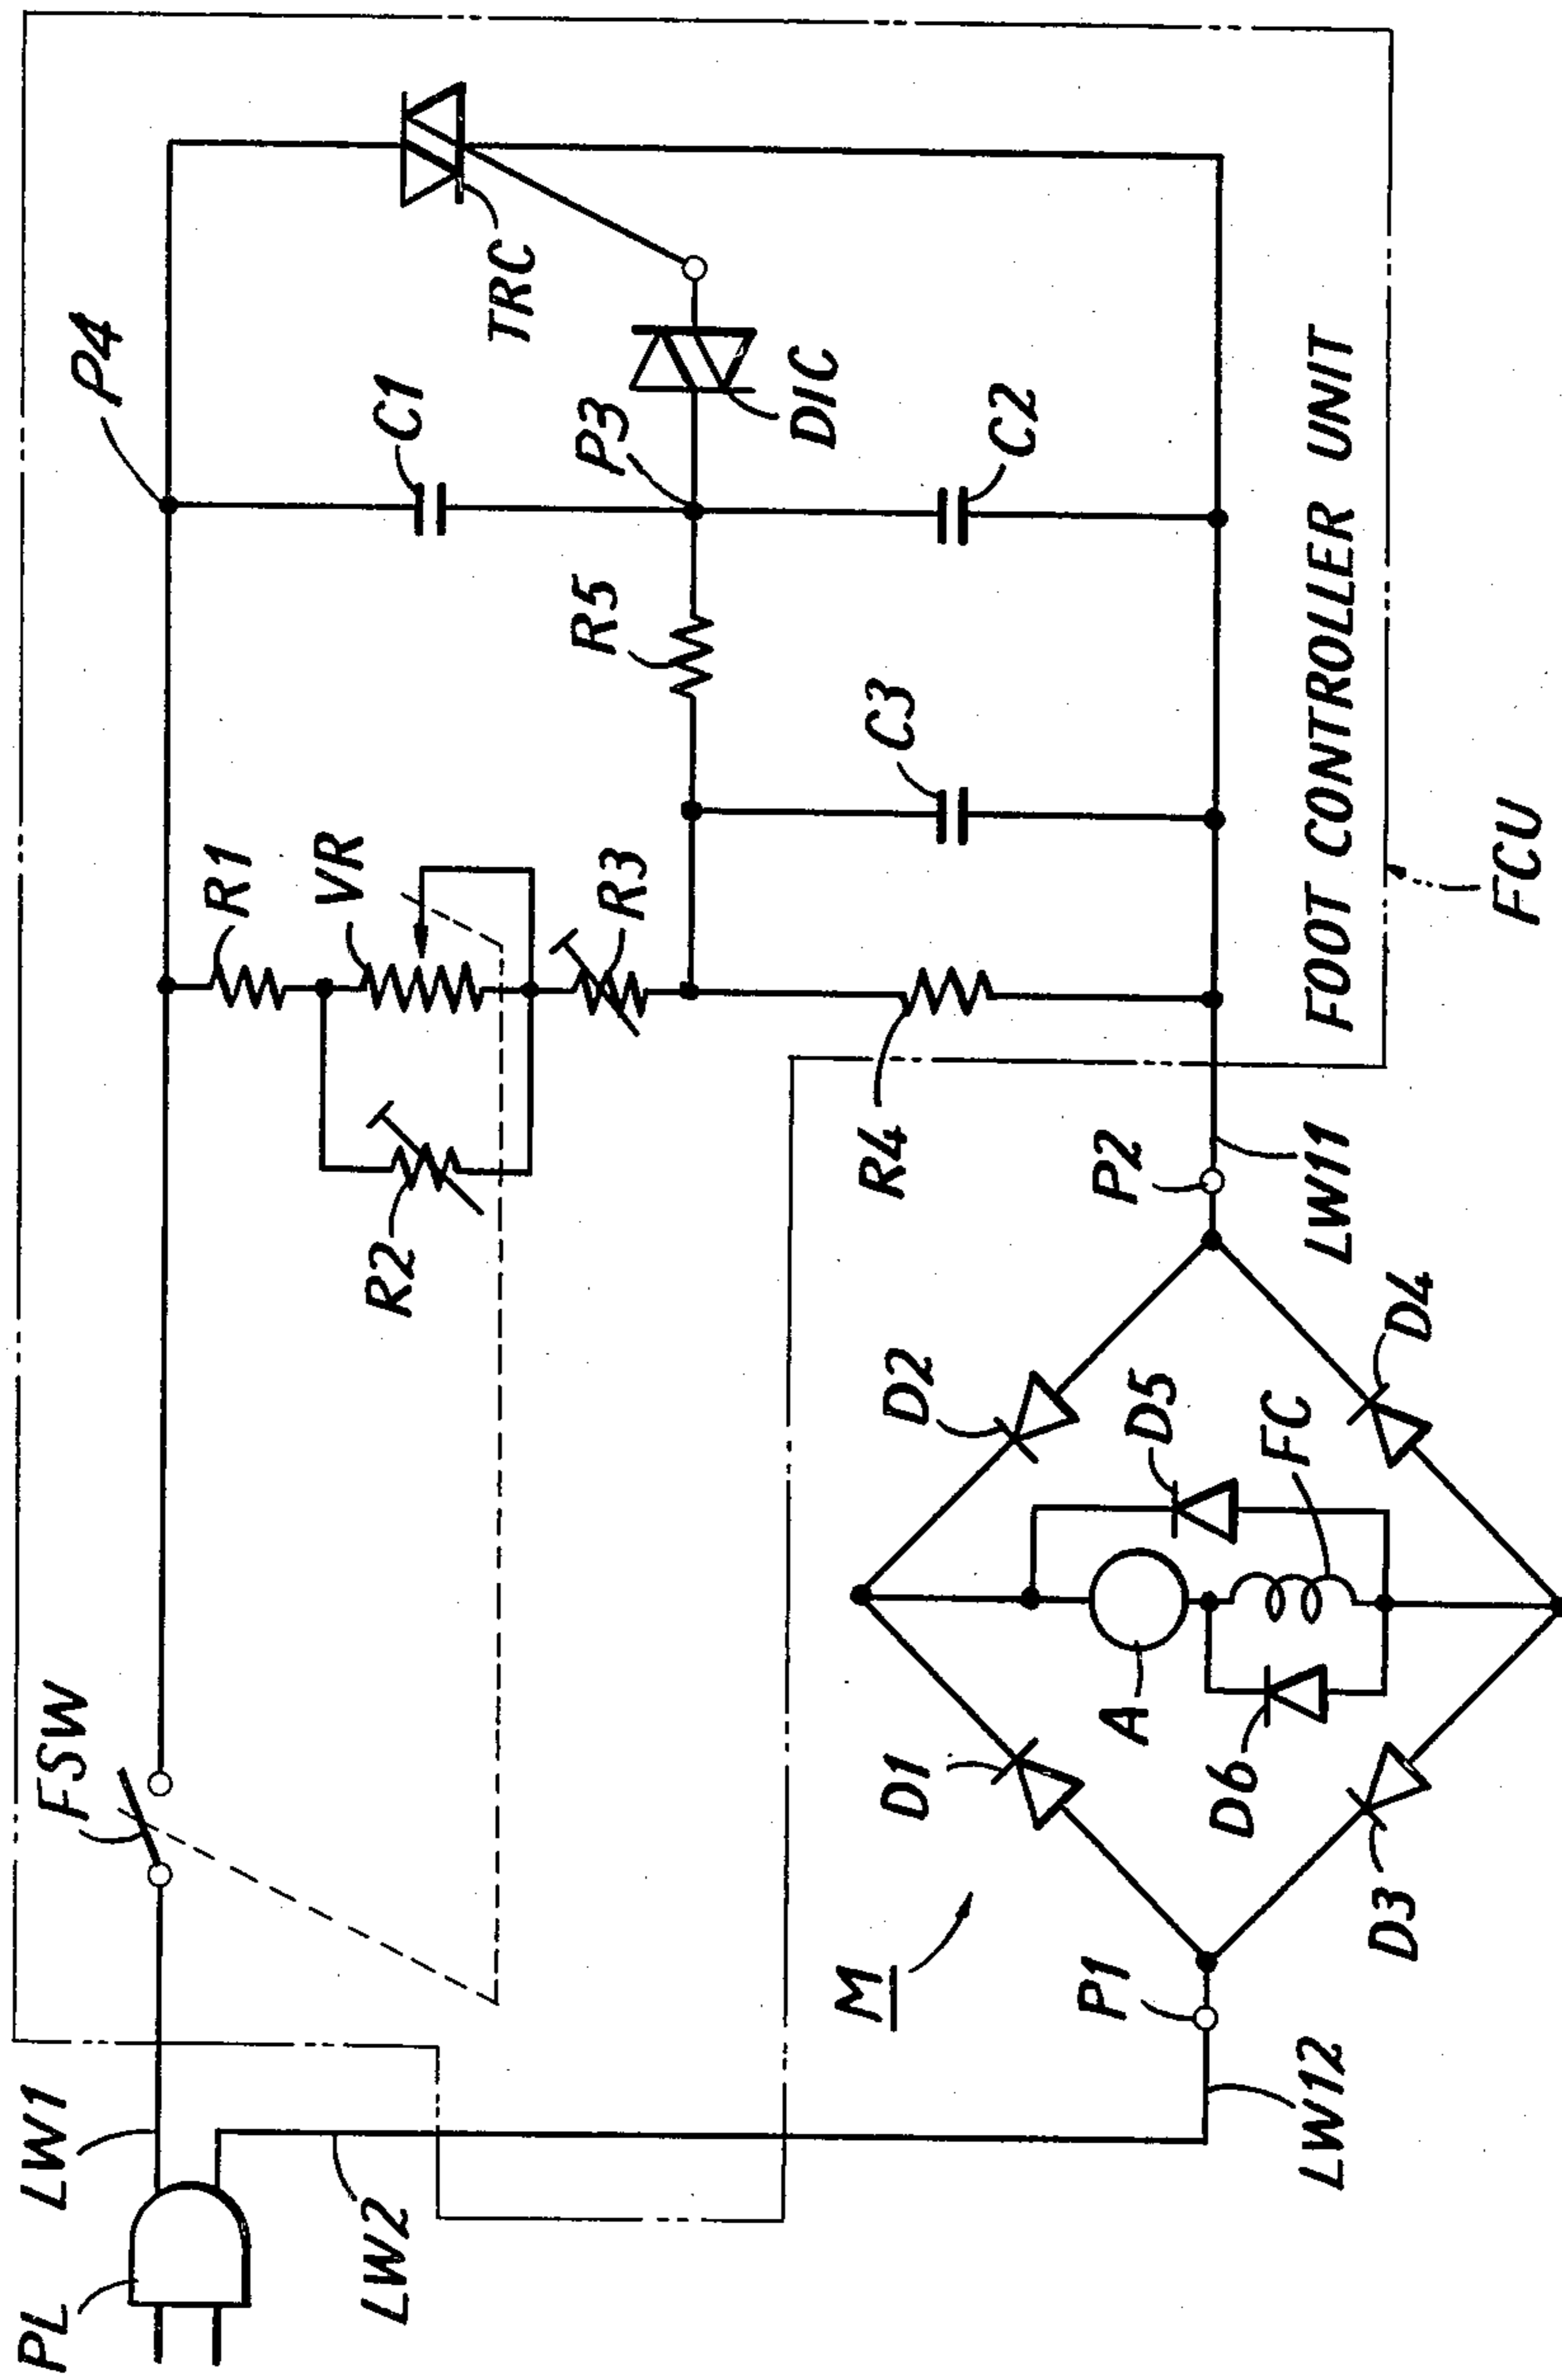 PL
LW1
LW2
FSW
P4
R1
VR
R2
R3
R4
R5
C1
C2
C3
P3
DIC
TRC
M
A
D1
D2
D3
D4
D5
D6
FC
P1
P2
LW11
LW12
FOOT CONTROLLER UNIT
FCU